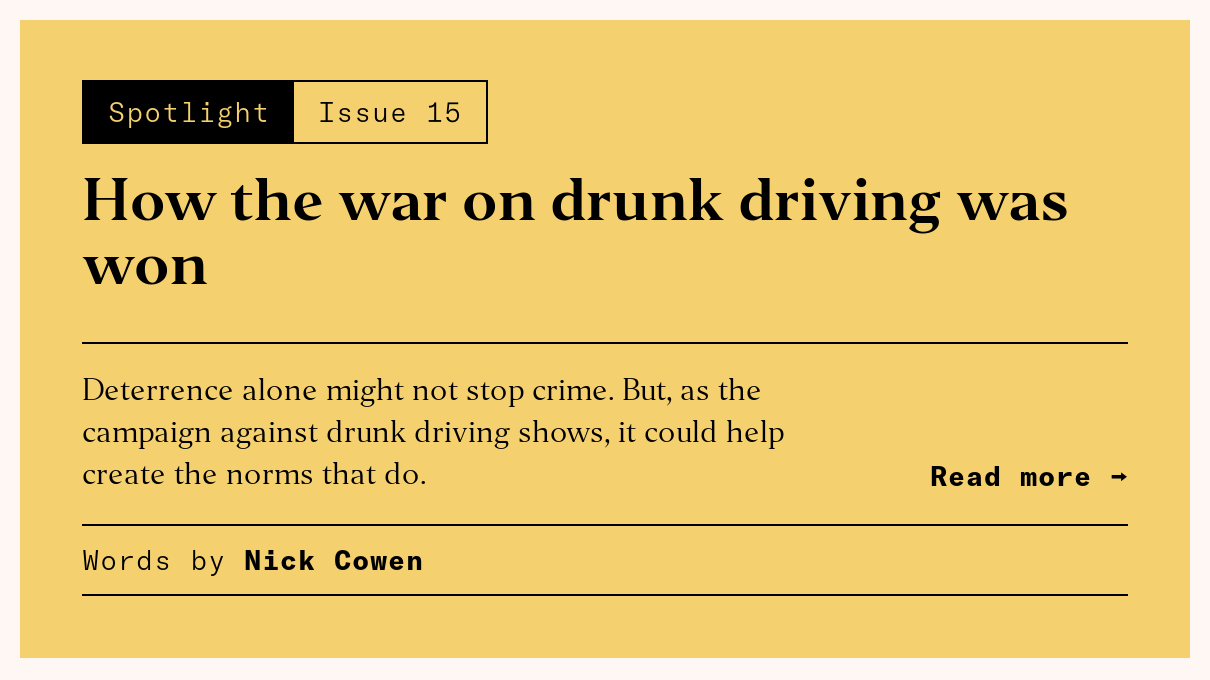 Spotlight Issue 15
How the war on drunk driving was
won
Deterrence alone might not stop crime. But, as the
campaign against drunk driving shows, it could help
create the norms that do.
Read more →
Words by Nick Cowen